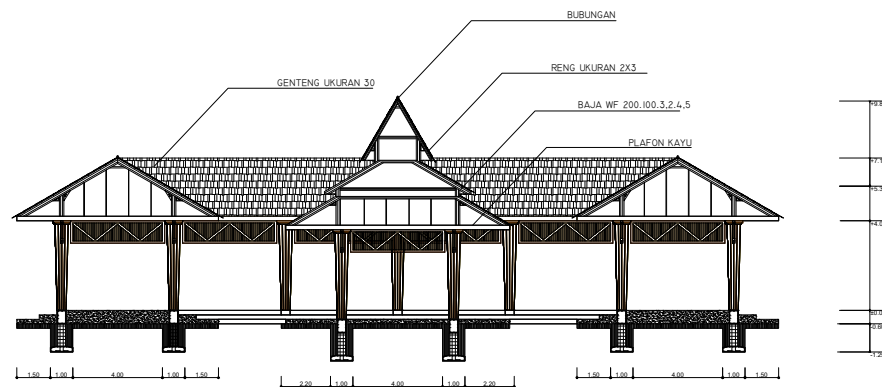 BUBUNGAN
RENG UKURAN 2X3
GENTENG UKURAN 30
BAJA WF 200.100.3,2.4,5
PLAFON KAYU
1.50 1.00 4.00 1.00 1.50
1.50 1.00 4.00 1.00 1.50
2.20 1.00 4.00 1.00 2.20